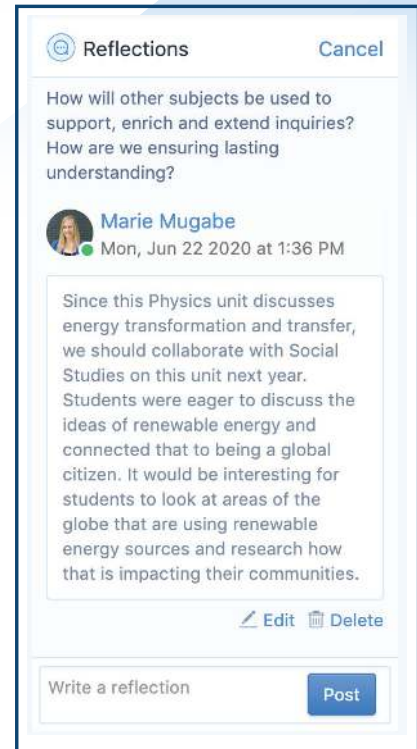 Reflections Cancel
How will other subjects be used to
support, enrich and extend inquiries?
How are we ensuring lasting
understanding?
Marie Mugabe
Mon, Jun 22 2020 at 1:36 PM
Since this Physics unit discusses
energy transformation and transfer,
we should collaborate with Social
Studies on this unit next year.
Students were eager to discuss the
ideas of renewable energy and
connected that to being a global
citizen. It would be interesting for
students to look at areas of the
globe that are using renewable
energy sources and research how
that is impacting their communities.
Edit Delete
Write a reflection Post